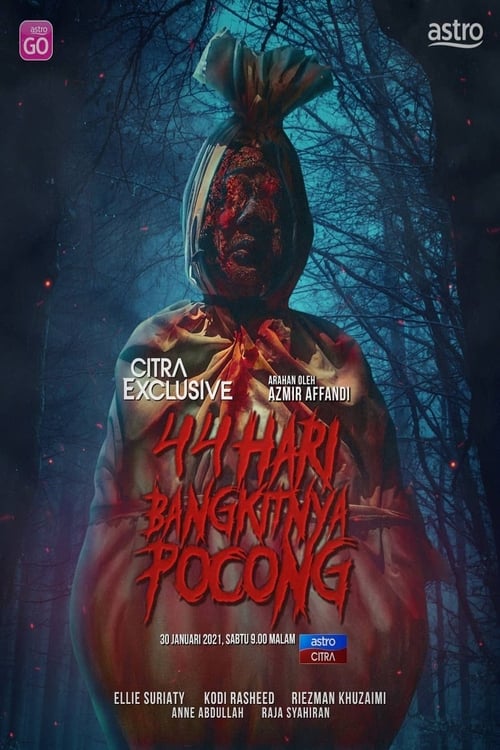 astro
GO
astro
CITRA
EXCLUSIVE
ARAHAN OLEH
AZMIR AFFANDI
44 HARI
BANGKITNYA
POCONG
30 JANUARI 2021, SABTU 9.00 MALAM
astro
CITRA
ELLIE SURIATY KODI RASHEED RIEZMAN KHUZAIMI
ANNE ABDULLAH RAJA SYAHIRAN